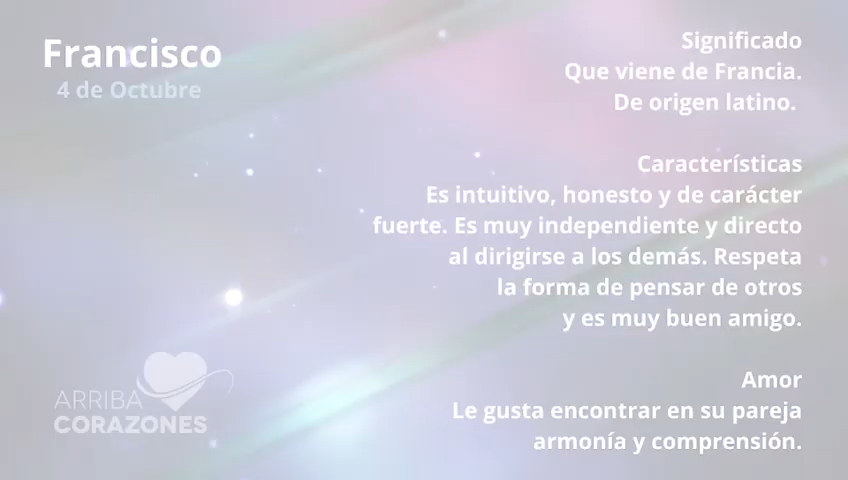 Francisco
4 de Octubre
Significado
Que viene de Francia.
De origen latino.
Características
Es intuitivo, honesto y de carácter
fuerte. Es muy independiente y directo
al dirigirse a los demás. Respeta
la forma de pensar de otros
y es muy buen amigo.
Amor
Le gusta encontrar en su pareja
armonía y comprensión.
ARRIBA
CORAZONES